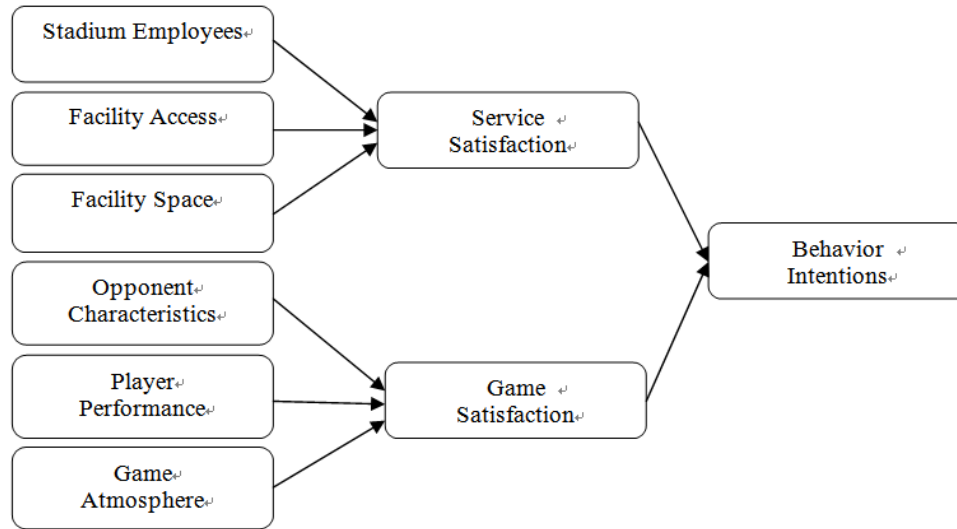 Stadium Employees
Facility Access
Facility Space
Opponent
Characteristics
Player
Performance
Game
Atmosphere
Service
Satisfaction
Game
Satisfaction
Behavior
Intentions